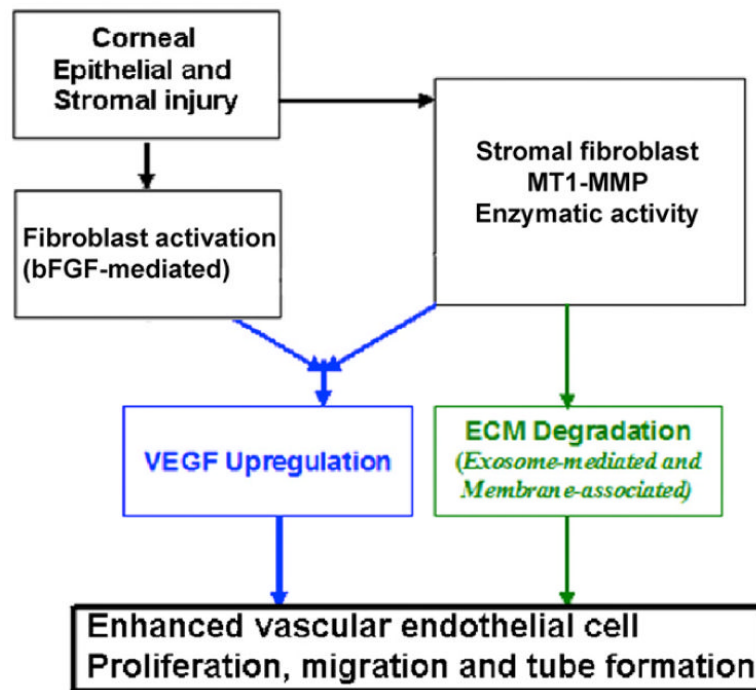 Corneal
Epithelial and
Stromal injury
Stromal fibroblast
MT1-MMP
Enzymatic activity
Fibroblast activation
(bFGF-mediated)
VEGF Upregulation
ECM Degradation
(Exosome-mediated and
Membrane-associated)
Enhanced vascular endothelial cell
Proliferation, migration and tube formation